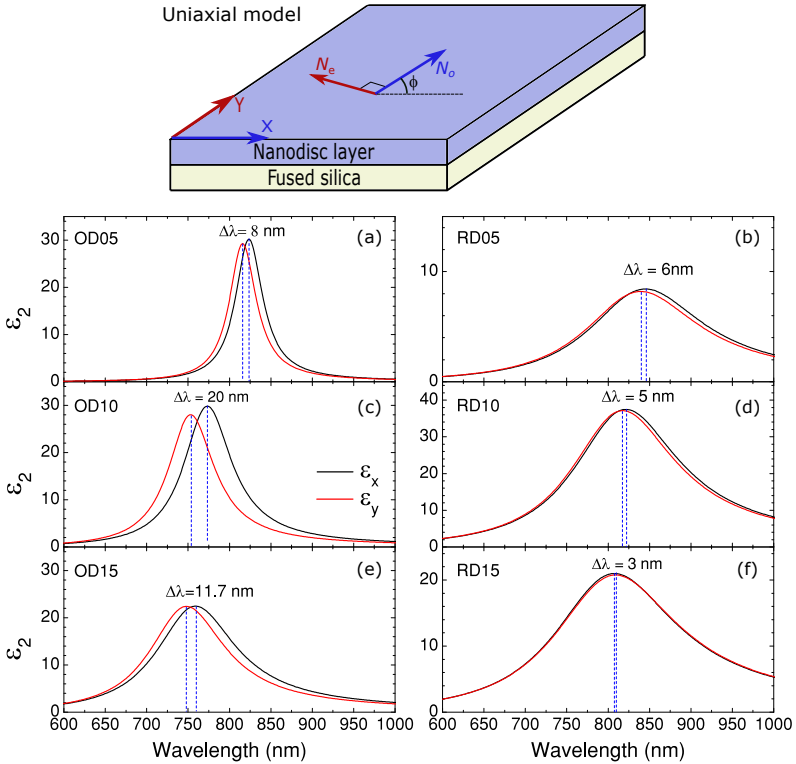 Uniaxial model
Nₑ
Nₒ
ϕ
Y
X
Nanodisc layer
Fused silica
OD05
Δλ= 8 nm
(a)
30
20
10
0
ε₂
RD05
Δλ = 6nm
(b)
8
0
OD10
Δλ = 20 nm
(c)
30
20
10
0
ε₂
εₓ
ε_y
RD10
Δλ = 5 nm
(d)
40
30
20
10
0
OD15
Δλ=11.7 nm
(e)
30
20
10
0
ε₂
600 650 700 750 800 850 900 950 1000
Wavelength (nm)
RD15
Δλ = 3 nm
(f)
20
10
0
600 650 700 750 800 850 900 950 1000
Wavelength (nm)